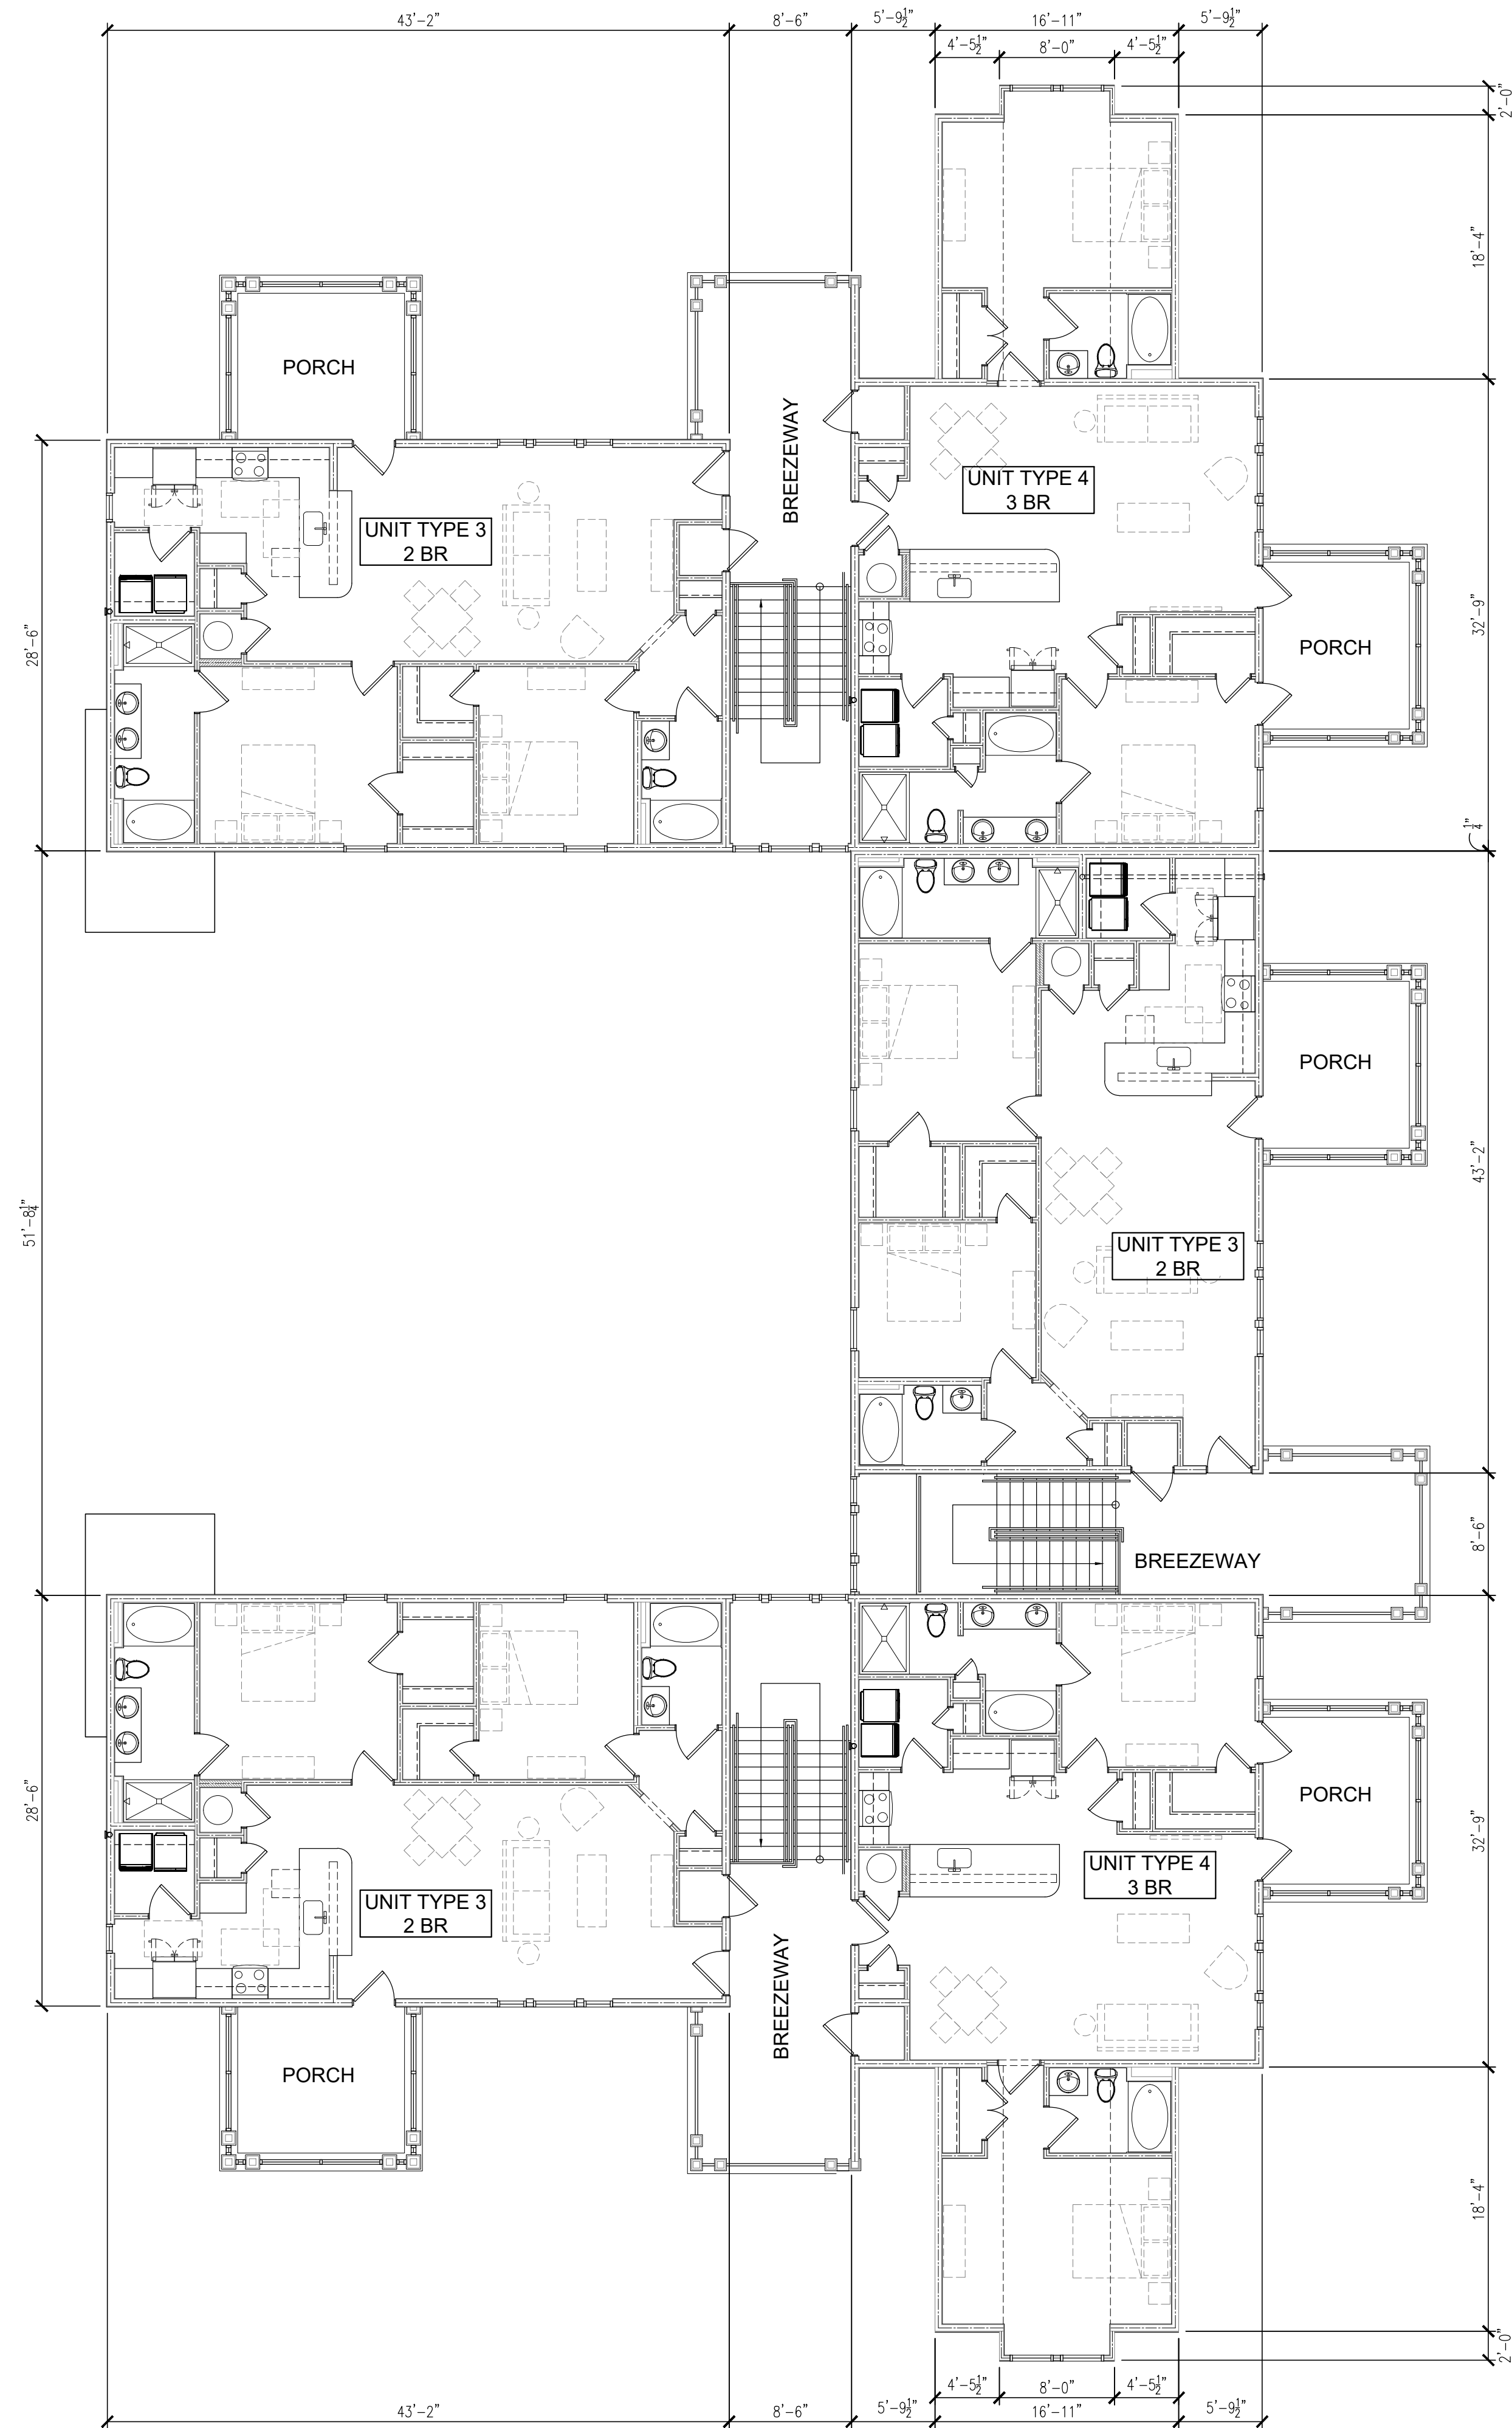 43'-2"
8'-6"
5'-9½"
16'-11"
5'-9½"
4'-5½"
8'-0"
4'-5½"
2'-0"
18'-4"
PORCH
BREEZEWAY
UNIT TYPE 4
3 BR
UNIT TYPE 3
2 BR
28'-6"
32'-9"
PORCH
¼"
PORCH
43'-2"
51'-8¼"
UNIT TYPE 3
2 BR
8'-6"
BREEZEWAY
28'-6"
PORCH
32'-9"
UNIT TYPE 4
3 BR
UNIT TYPE 3
2 BR
BREEZEWAY
PORCH
18'-4"
2'-0"
4'-5½"
8'-0"
4'-5½"
43'-2"
8'-6"
5'-9½"
16'-11"
5'-9½"